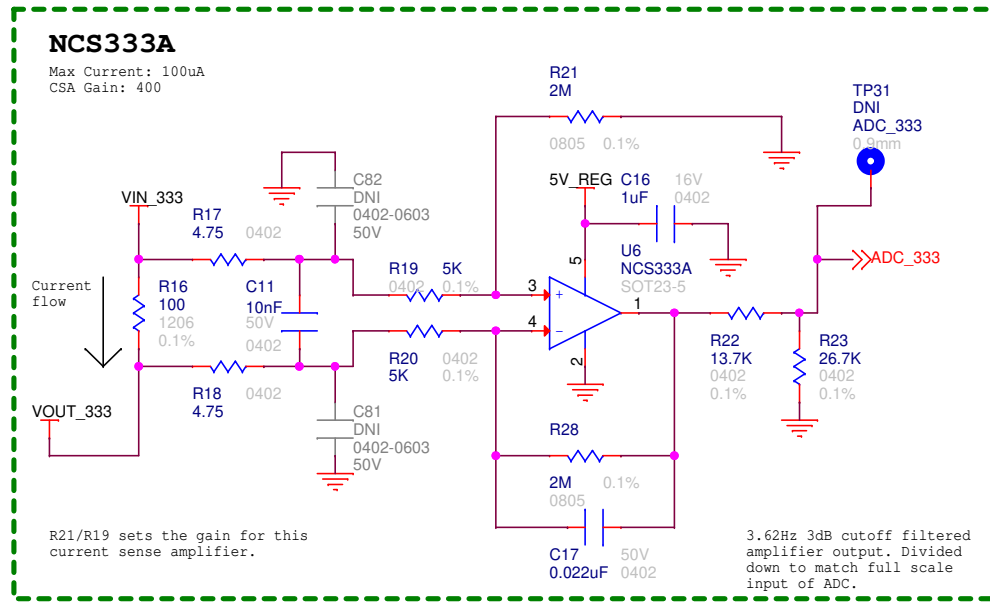 NCS333A
Max Current: 100uA
CSA Gain: 400
R21
2M
0805 0.1%
TP31
DNI
ADC_333
0.9mm
C82
DNI
0402-0603
50V
VIN_333
R17
4.75 0402
5V_REG
C16
1uF
16V
0402
U6
NCS333A
SOT23-5
ADC_333
Current
flow
R16
100
1206
0.1%
C11
10nF
50V
0402
R19 5K
0402 0.1%
3
4
5
1
2
+
−
R20
5K
0402
0.1%
R22
13.7K
0402
0.1%
R23
26.7K
0402
0.1%
R18
4.75
0402
VOUT_333
C81
DNI
0402-0603
50V
R28
2M 0.1%
0805
C17
0.022uF
50V
0402
R21/R19 sets the gain for this
current sense amplifier.
3.62Hz 3dB cutoff filtered
amplifier output. Divided
down to match full scale
input of ADC.